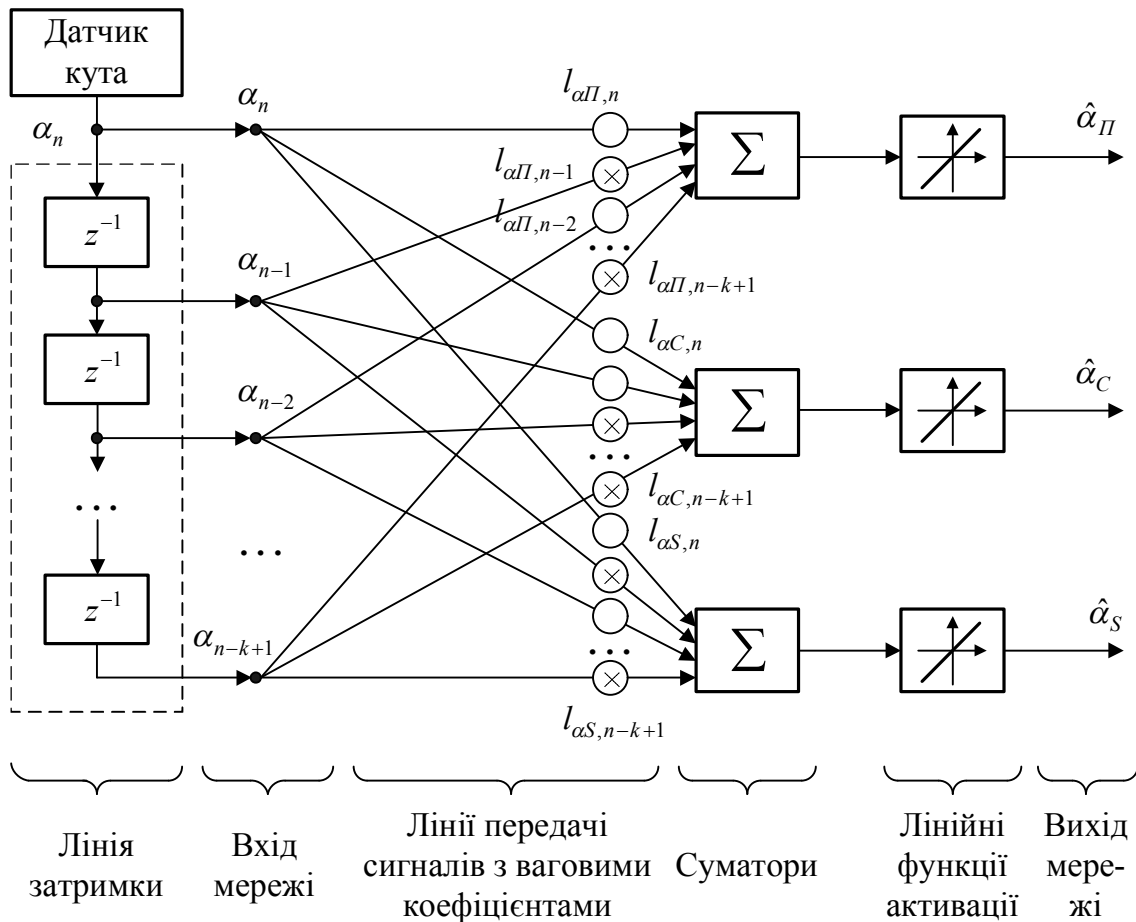 Датчик
кута
α_n
α_n
l_{αП,n}
l_{αП,n−1}
l_{αП,n−2}
...
l_{αП,n−k+1}
Σ
α̂_П
z⁻¹
α_{n−1}
z⁻¹
α_{n−2}
l_{αC,n}
...
l_{αC,n−k+1}
Σ
α̂_C
...
...
z⁻¹
α_{n−k+1}
l_{αS,n}
...
l_{αS,n−k+1}
Σ
α̂_S
Лінія
затримки
Вхід
мережі
Лінії передачі
сигналів з ваговими
коефіцієнтами
Суматори
Лінійні
функції
активації
Вихід
мере-
жі